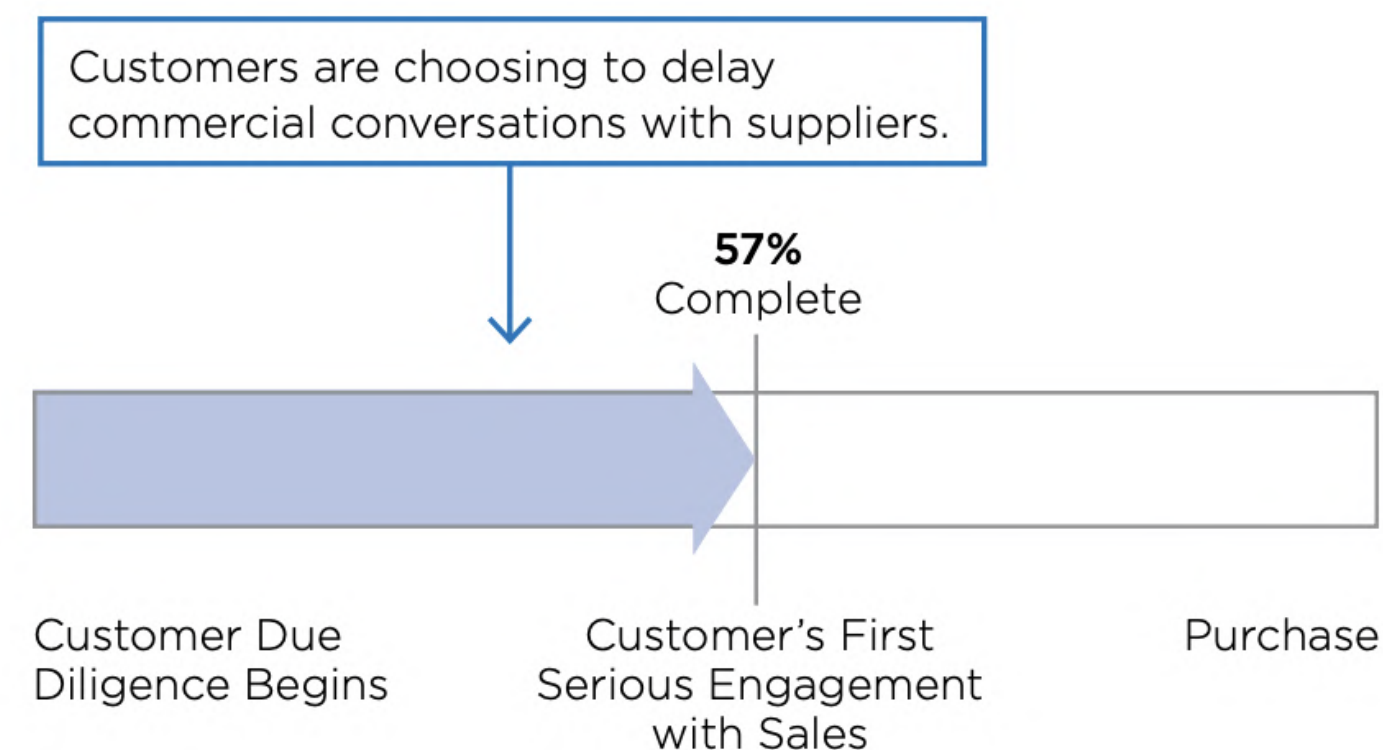 Customers are choosing to delay
commercial conversations with suppliers.
57%
Complete
Customer Due
Diligence Begins
Customer’s First
Serious Engagement
with Sales
Purchase